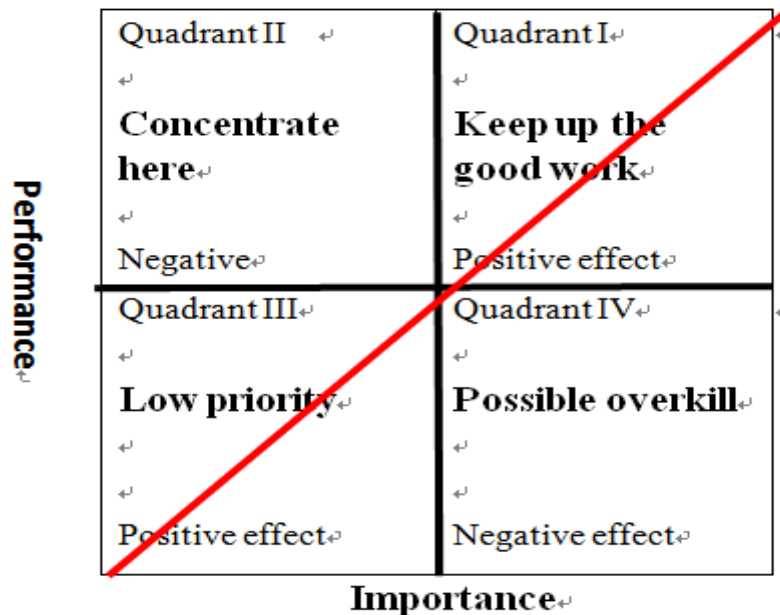 Performance
Quadrant II
Concentrate
here
Negative
Quadrant I
Keep up the
good work
Positive effect
Quadrant III
Low priority
Positive effect
Quadrant IV
Possible overkill
Negative effect
Importance